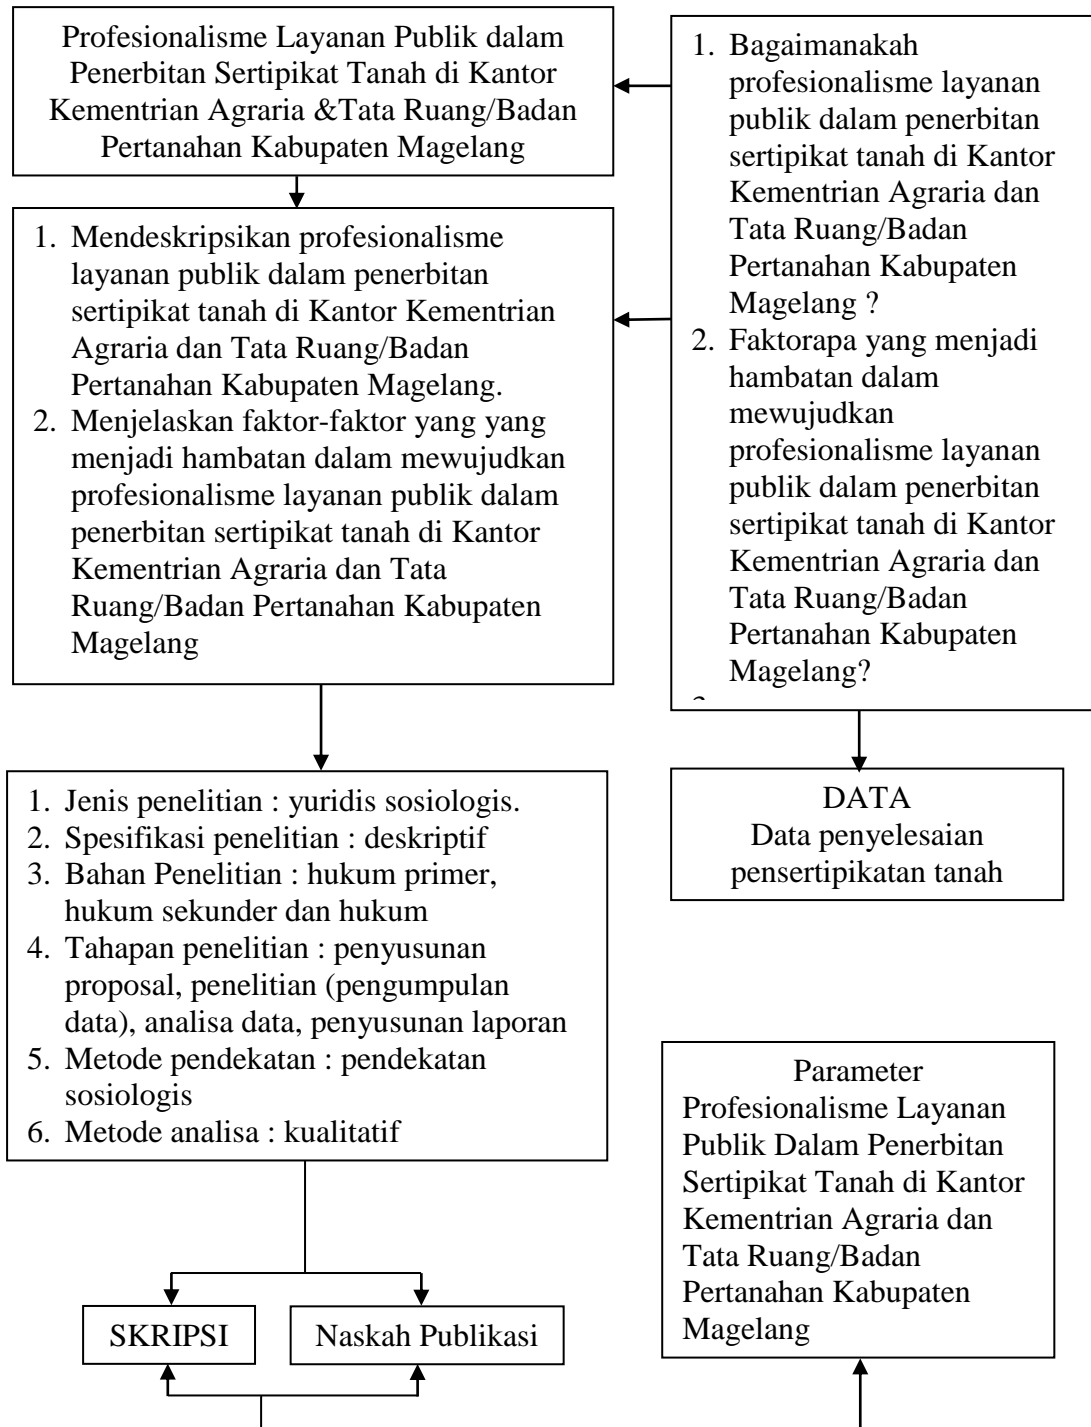 Profesionalisme Layanan Publik dalam
Penerbitan Sertipikat Tanah di Kantor
Kementrian Agraria &Tata Ruang/Badan
Pertanahan Kabupaten Magelang
1. Mendeskripsikan profesionalisme
layanan publik dalam penerbitan
sertipikat tanah di Kantor Kementrian
Agraria dan Tata Ruang/Badan
Pertanahan Kabupaten Magelang.
2. Menjelaskan faktor-faktor yang yang
menjadi hambatan dalam mewujudkan
profesionalisme layanan publik dalam
penerbitan sertipikat tanah di Kantor
Kementrian Agraria dan Tata
Ruang/Badan Pertanahan Kabupaten
Magelang
1. Bagaimanakah
profesionalisme layanan
publik dalam penerbitan
sertipikat tanah di Kantor
Kementrian Agraria dan
Tata Ruang/Badan
Pertanahan Kabupaten
Magelang ?
2. Faktorapa yang menjadi
hambatan dalam
mewujudkan
profesionalisme layanan
publik dalam penerbitan
sertipikat tanah di Kantor
Kementrian Agraria dan
Tata Ruang/Badan
Pertanahan Kabupaten
Magelang?
1. Jenis penelitian : yuridis sosiologis.
2. Spesifikasi penelitian : deskriptif
3. Bahan Penelitian : hukum primer,
hukum sekunder dan hukum
4. Tahapan penelitian : penyusunan
proposal, penelitian (pengumpulan
data), analisa data, penyusunan laporan
5. Metode pendekatan : pendekatan
sosiologis
6. Metode analisa : kualitatif
DATA
Data penyelesaian
pensertipikatan tanah
Parameter
Profesionalisme Layanan
Publik Dalam Penerbitan
Sertipikat Tanah di Kantor
Kementrian Agraria dan
Tata Ruang/Badan
Pertanahan Kabupaten
Magelang
SKRIPSI
Naskah Publikasi